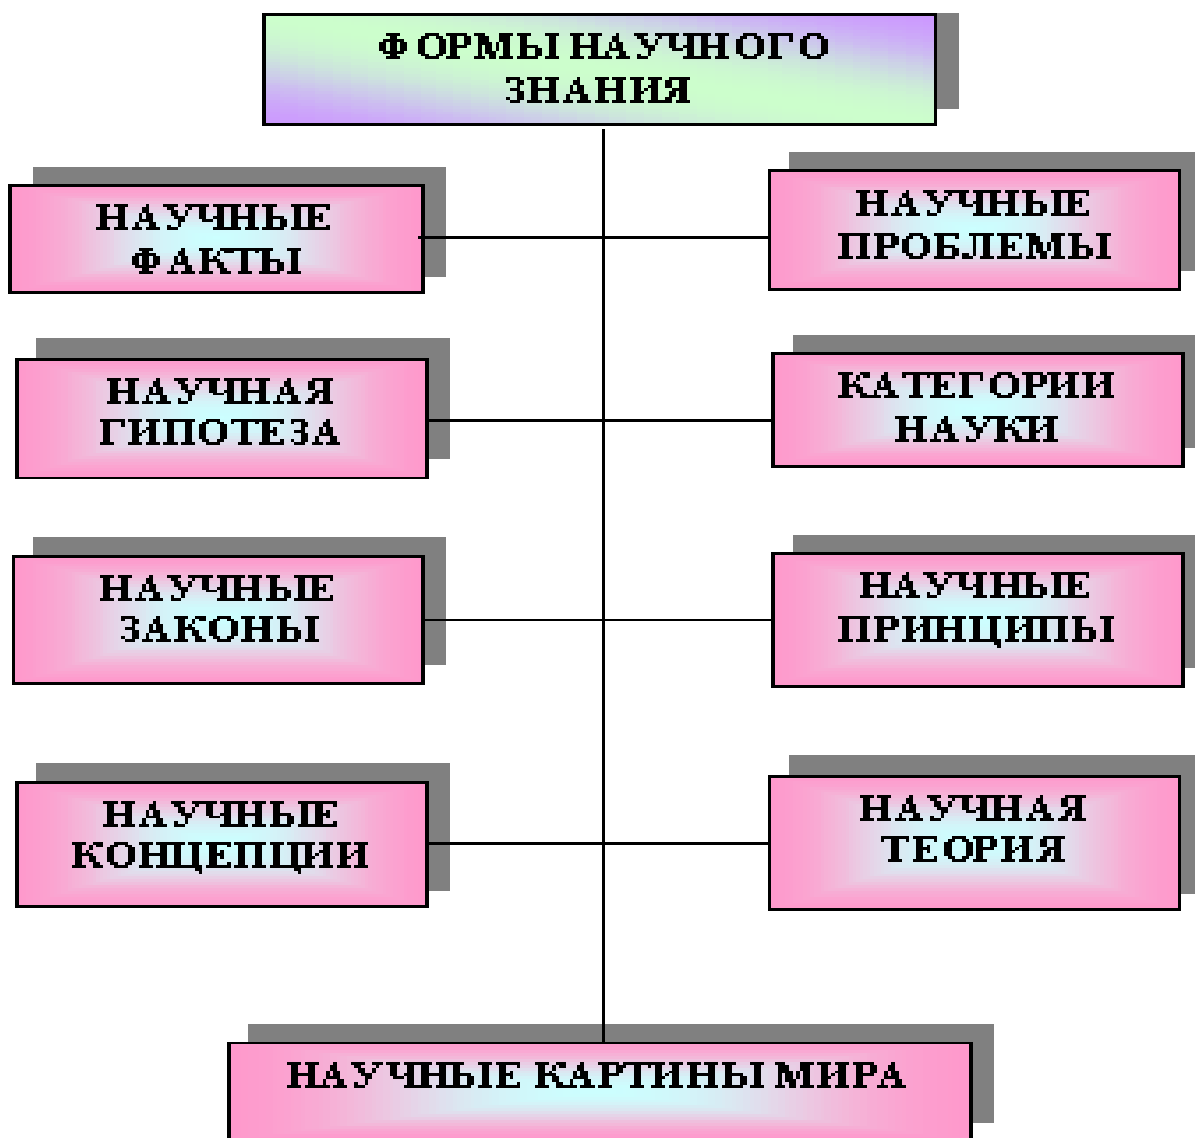 ФОРМЫ НАУЧНОГО
ЗНАНИЯ
НАУЧНЫЕ
ФАКТЫ
НАУЧНЫЕ
ПРОБЛЕМЫ
НАУЧНАЯ
ГИПОТЕЗА
КАТЕГОРИИ
НАУКИ
НАУЧНЫЕ
ЗАКОНЫ
НАУЧНЫЕ
ПРИНЦИПЫ
НАУЧНЫЕ
КОНЦЕПЦИИ
НАУЧНАЯ
ТЕОРИЯ
НАУЧНЫЕ КАРТИНЫ МИРА